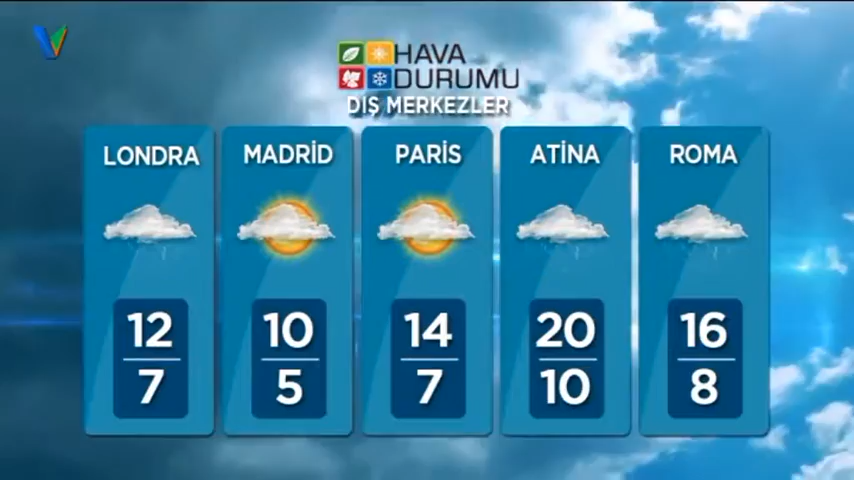 HAVA
DURUMU
DIŞ MERKEZLER
LONDRA
12
7
MADRİD
10
5
PARİS
14
7
ATİNA
20
10
ROMA
16
8